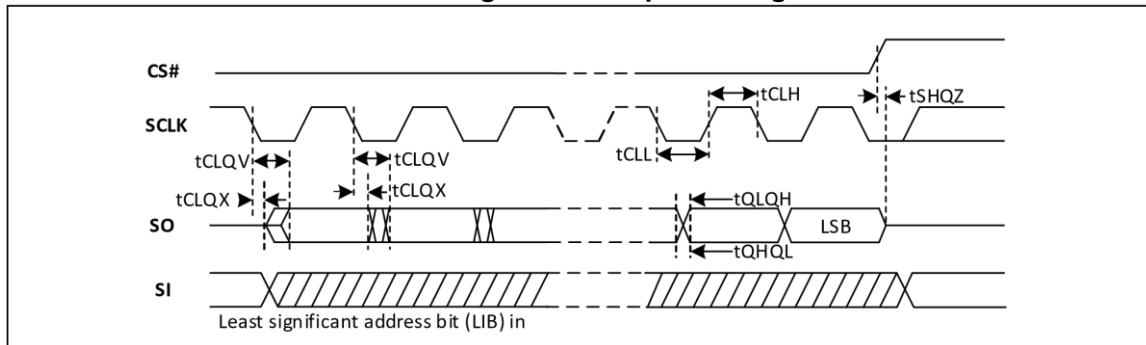 CS#
tCLH
tSHQZ
SCLK
tCLQV
tCLQV
tCLL
tCLQX
tCLQX
tQLQH
SO
LSB
tQHQL
SI
Least significant address bit (LIB) in